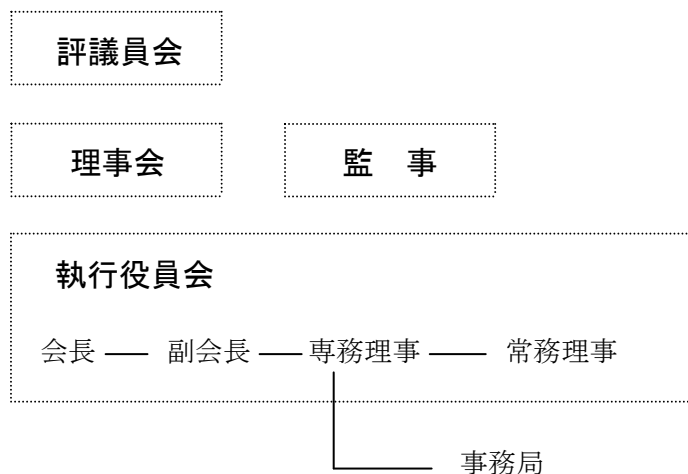 評議員会
理事会 監　事
執行役員会
会長 副会長 専務理事 常務理事
事務局